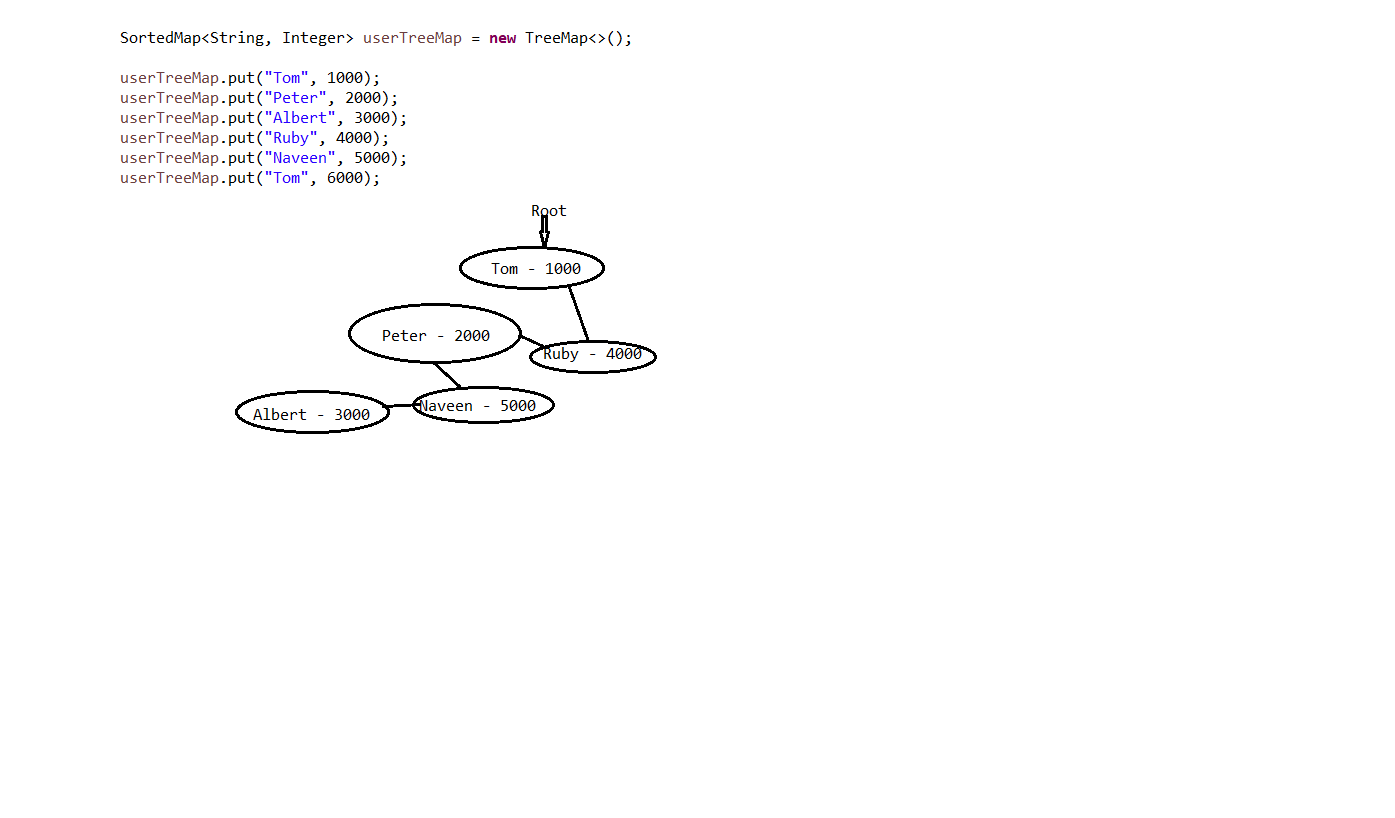 SortedMap<String, Integer> userTreeMap = new TreeMap<>();
userTreeMap.put("Tom", 1000);
userTreeMap.put("Peter", 2000);
userTreeMap.put("Albert", 3000);
userTreeMap.put("Ruby", 4000);
userTreeMap.put("Naveen", 5000);
userTreeMap.put("Tom", 6000);
Root
Tom - 1000
Peter - 2000
Ruby - 4000
Albert - 3000
Naveen - 5000